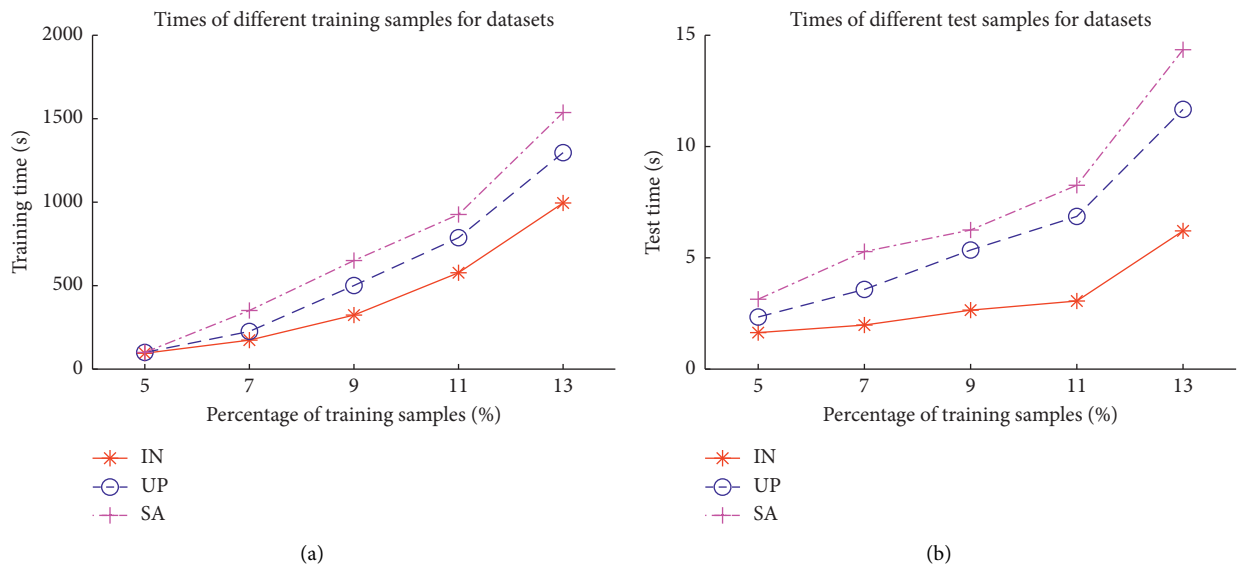 Times of different training samples for datasets
2000
1500
1000
500
0
Training time (s)
5 7 9 11 13
Percentage of training samples (%)
IN
UP
SA
(a)
Times of different test samples for datasets
15
10
5
0
Test time (s)
5 7 9 11 13
Percentage of training samples (%)
IN
UP
SA
(b)